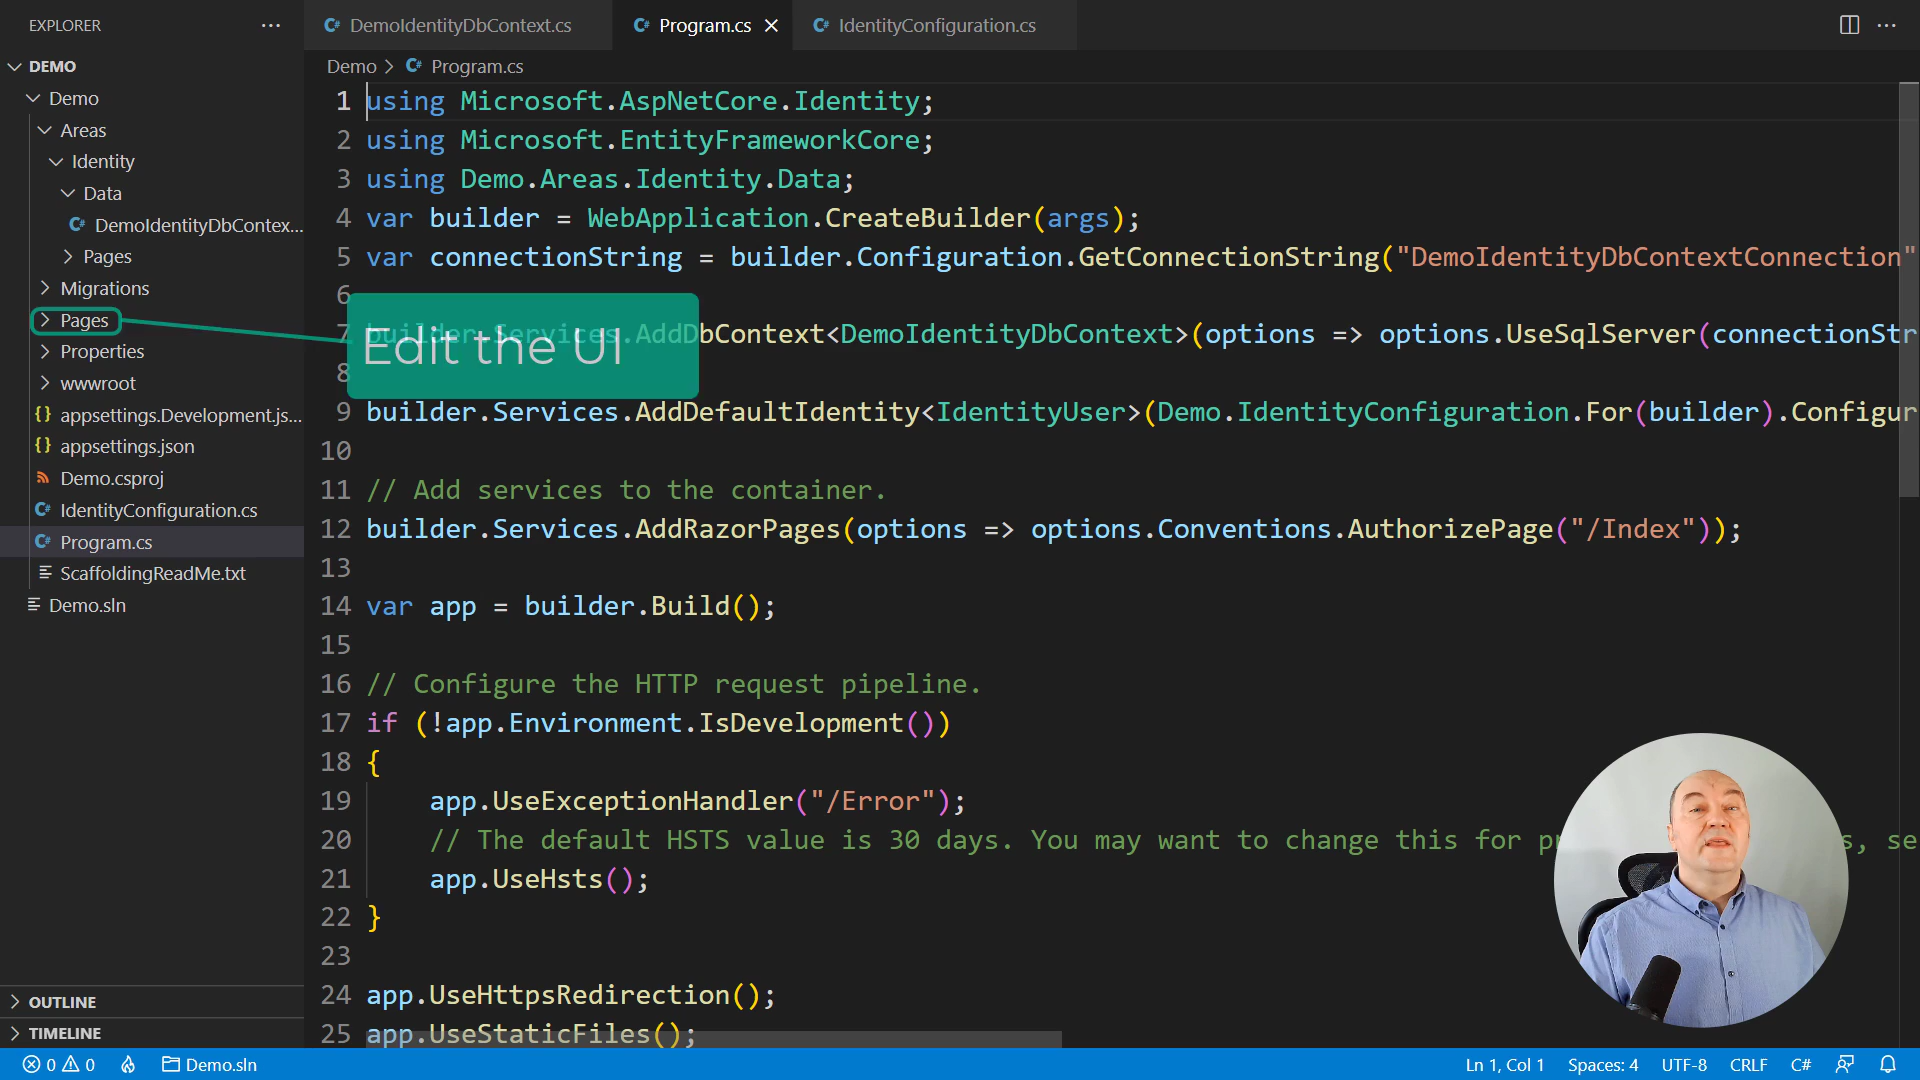 EXPLORER
DemoIdentityDbContext.cs
Program.cs
IdentityConfiguration.cs
DEMO
Demo
Areas
Identity
Data
DemoIdentityDbContex...
Pages
Migrations
Pages
Properties
wwwroot
appsettings.Development.js...
appsettings.json
Demo.csproj
IdentityConfiguration.cs
Program.cs
ScaffoldingReadMe.txt
Demo.sln
OUTLINE
TIMELINE
Demo > Program.cs
1 using Microsoft.AspNetCore.Identity;
2 using Microsoft.EntityFrameworkCore;
3 using Demo.Areas.Identity.Data;
4 var builder = WebApplication.CreateBuilder(args);
5 var connectionString = builder.Configuration.GetConnectionString("DemoIdentityDbContextConnection"
6
Edit the UI
7 builder.Services.AddDbContext<DemoIdentityDbContext>(options => options.UseSqlServer(connectionStr
8
9 builder.Services.AddDefaultIdentity<IdentityUser>(Demo.IdentityConfiguration.For(builder).Configur
10
11 // Add services to the container.
12 builder.Services.AddRazorPages(options => options.Conventions.AuthorizePage("/Index"));
13
14 var app = builder.Build();
15
16 // Configure the HTTP request pipeline.
17 if (!app.Environment.IsDevelopment())
18 {
19 app.UseExceptionHandler("/Error");
20 // The default HSTS value is 30 days. You may want to change this for
21 app.UseHsts();
22 }
23
24 app.UseHttpsRedirection();
25 app.UseStaticFiles();
0 0 Demo.sln
Ln 1, Col 1 Spaces: 4 UTF-8 CRLF C#